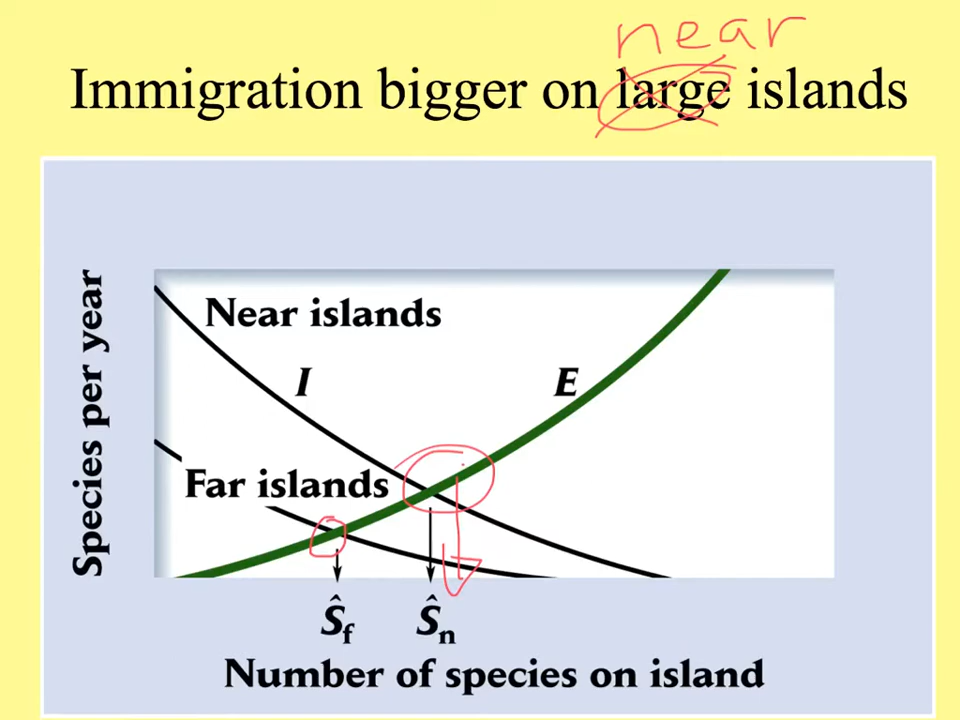 near
Immigration bigger on large islands
Species per year
Near islands
I
E
Far islands
Ŝf
Ŝn
Number of species on island